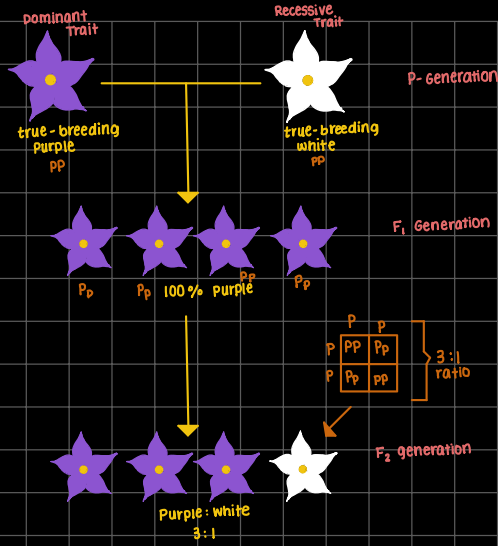 Dominant
Trait
Recessive
Trait
P-Generation
true-breeding
purple
PP
true-breeding
white
pp
F₁ Generation
Pp
Pp
100% purple
Pp
Pp
P p
P PP Pp
p Pp pp
3:1
ratio
F₂ generation
Purple: white
3:1